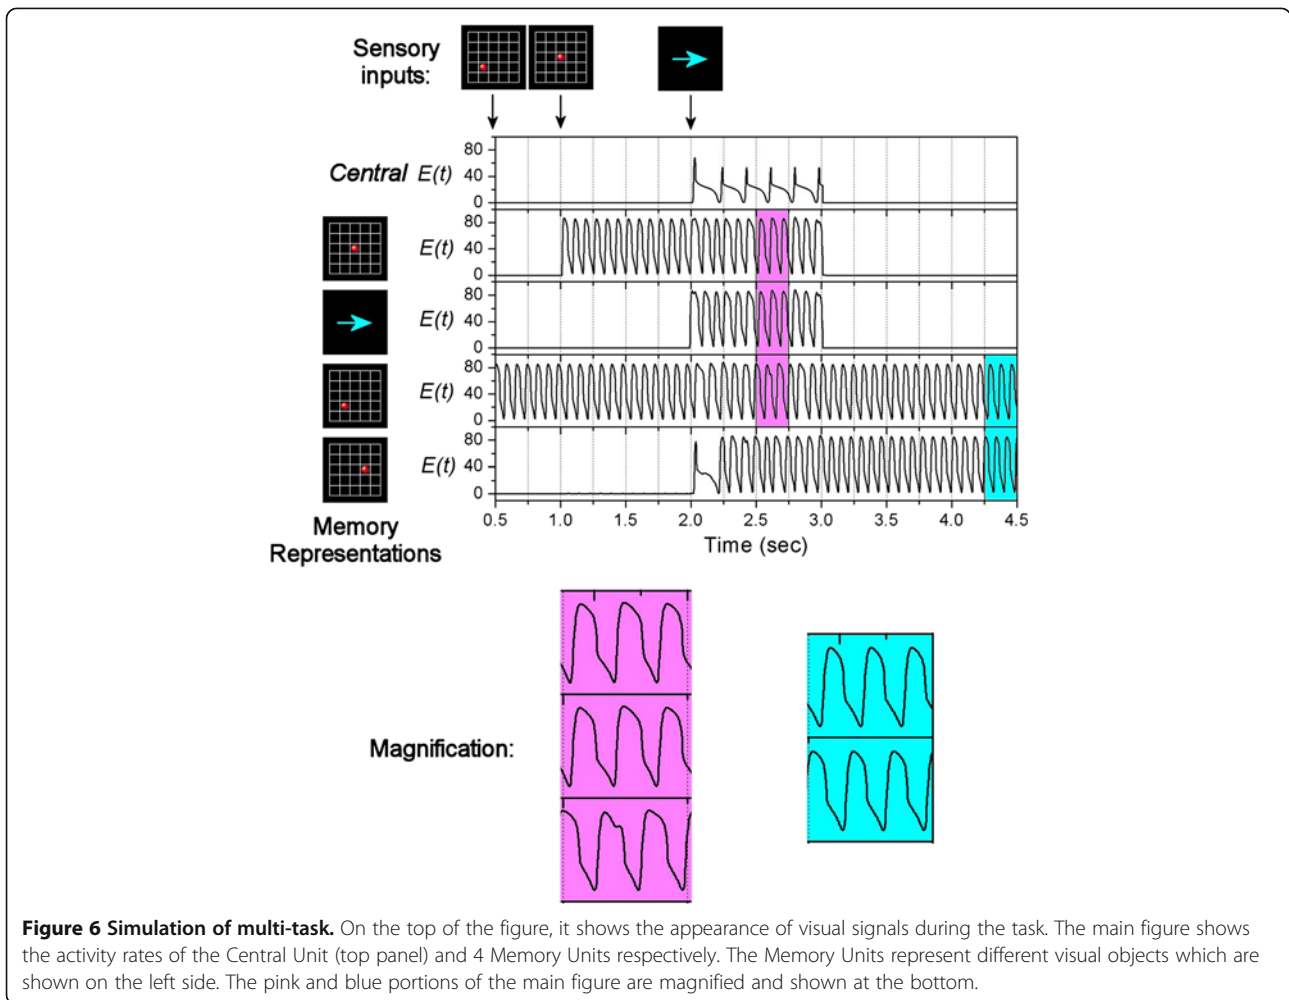 Sensory
inputs:
80
Central E(t) 40
0
80
E(t) 40
0
80
E(t) 40
0
80
E(t) 40
0
80
E(t) 40
0
0.5 1.0 1.5 2.0 2.5 3.0 3.5 4.0 4.5
Time (sec)
Memory
Representations
Magnification:
Figure 6 Simulation of multi-task. On the top of the figure, it shows the appearance of visual signals during the task. The main figure shows
the activity rates of the Central Unit (top panel) and 4 Memory Units respectively. The Memory Units represent different visual objects which are
shown on the left side. The pink and blue portions of the main figure are magnified and shown at the bottom.